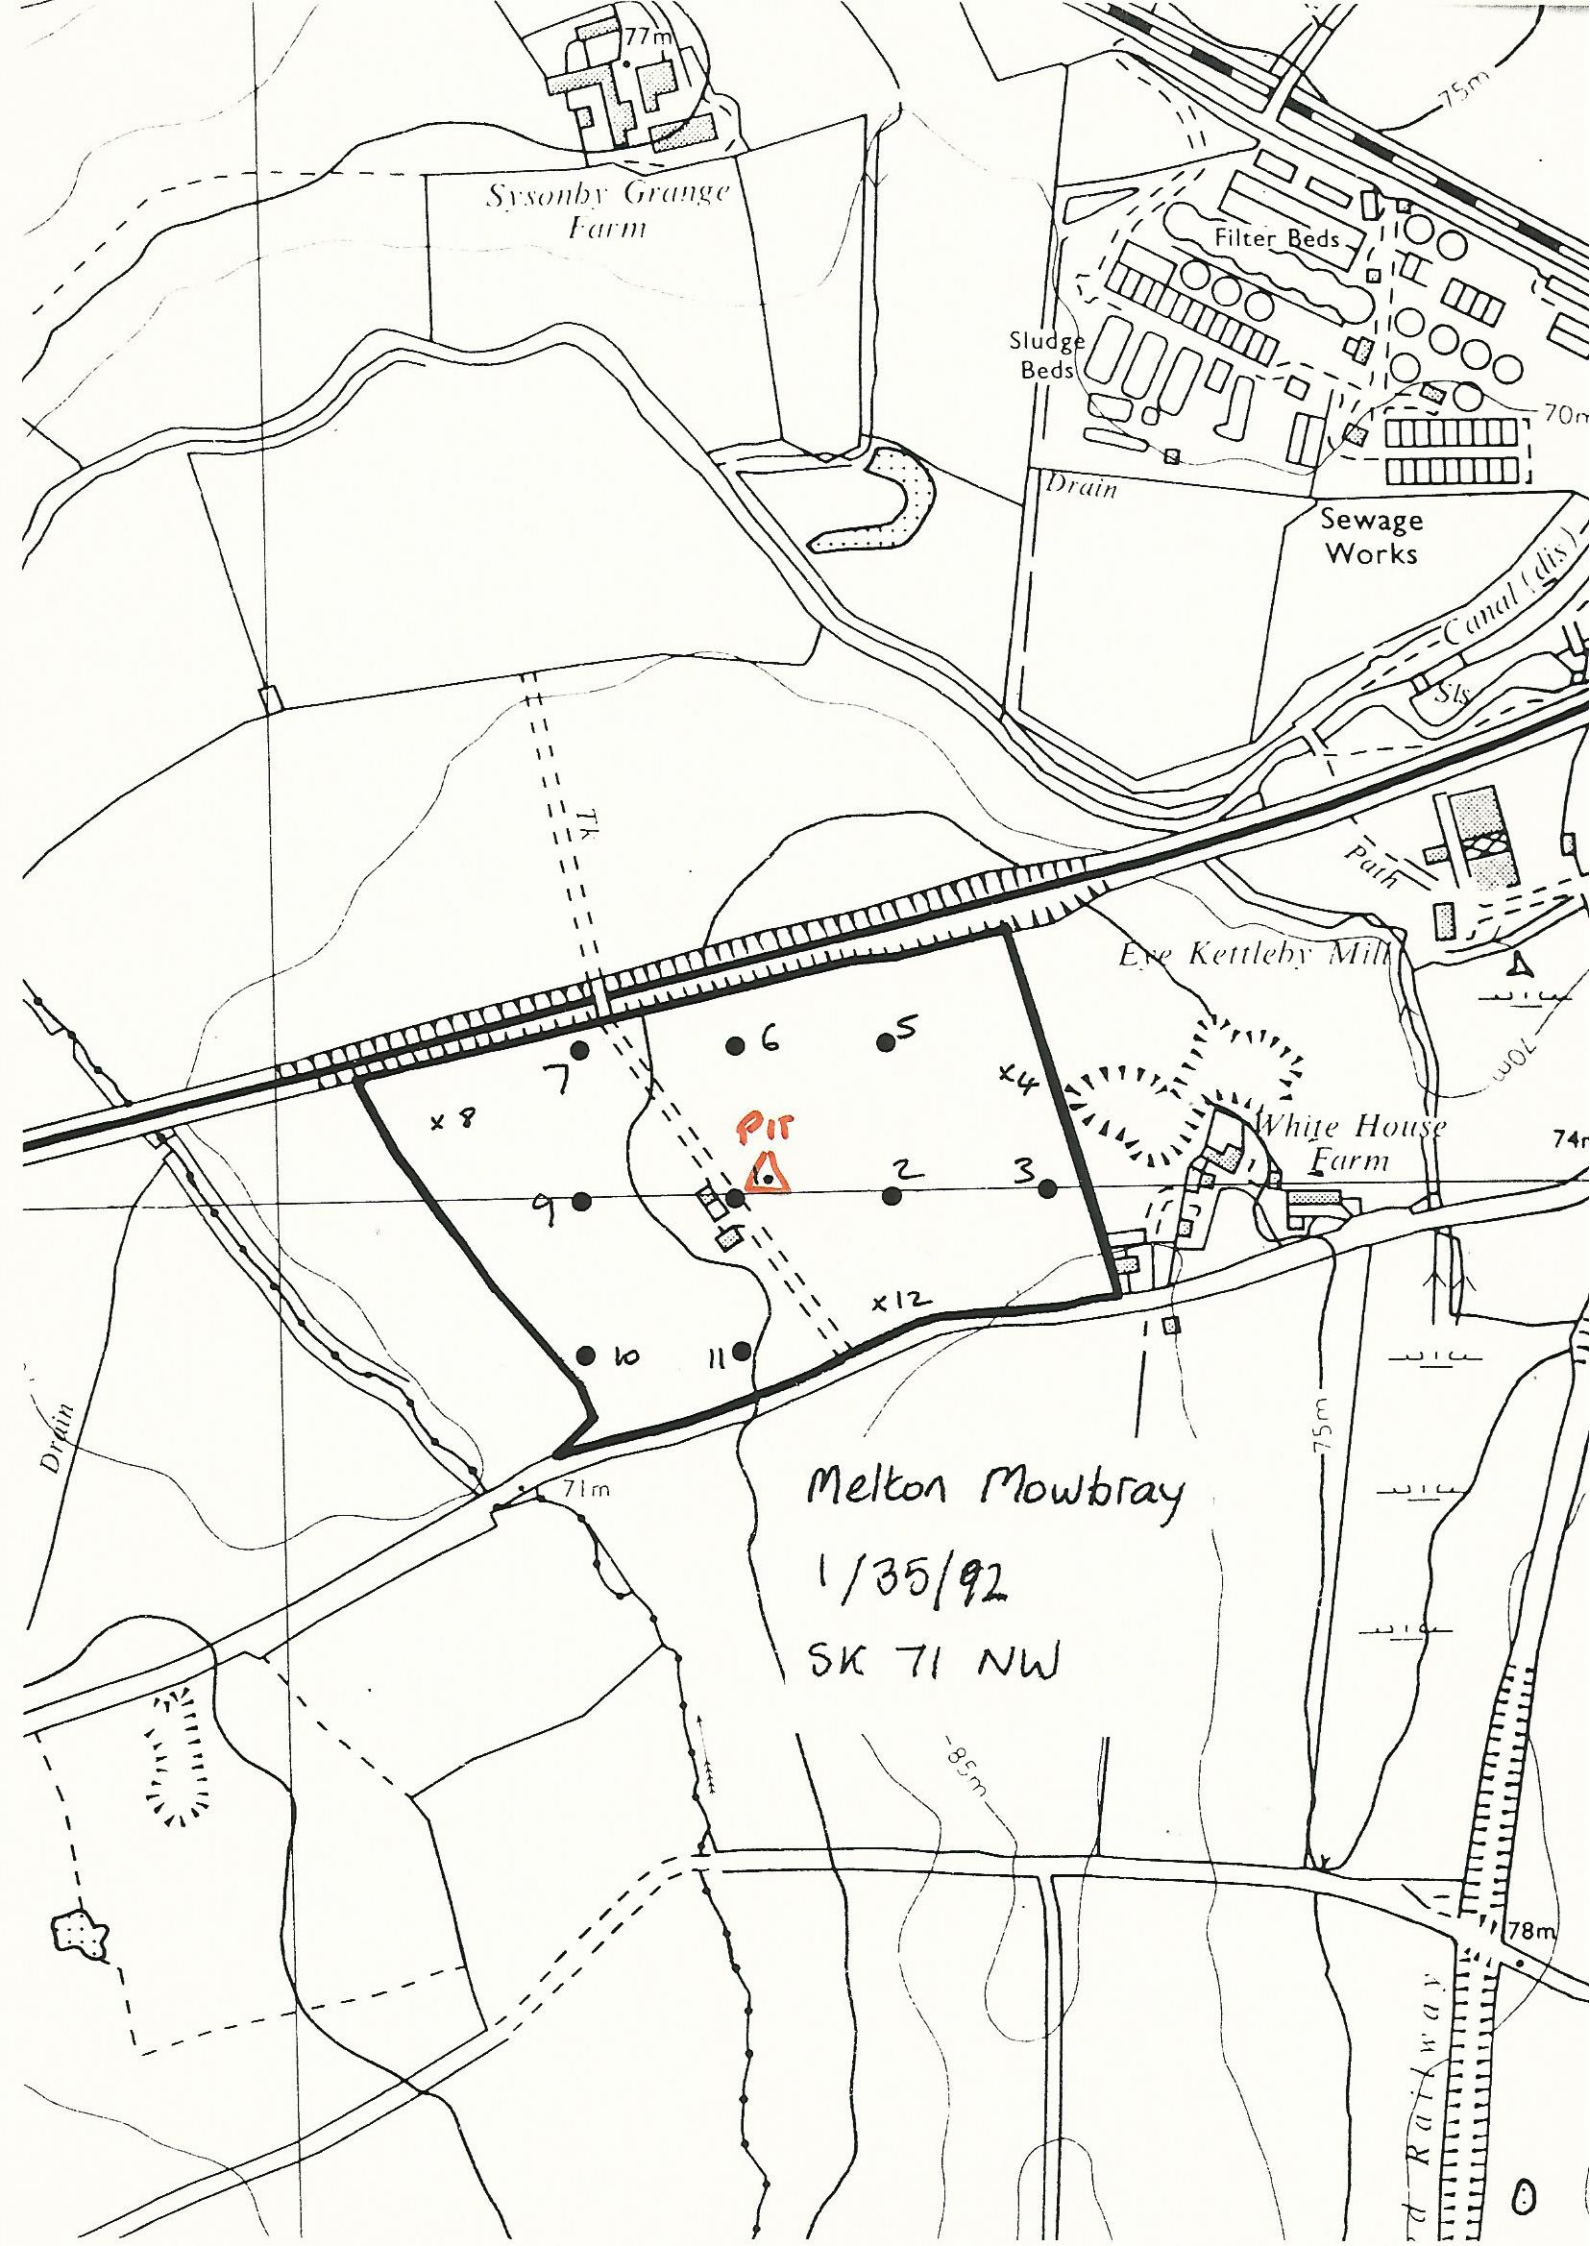 77m
75m
Sysonby Grange
Farm
Filter Beds
Sludge
Beds
70m
Drain
Sewage
Works
Canal (dis)
Sls
Tk
Path
Eye Kettleby Mill
70m
7
6
5
x4
x 8
PIT
1
White House
Farm
74m
9
2
3
x12
10
11
Drain
71m
75m
Melton Mowbray
1/35/92
SK 71 NW
85m
78m
d Railway